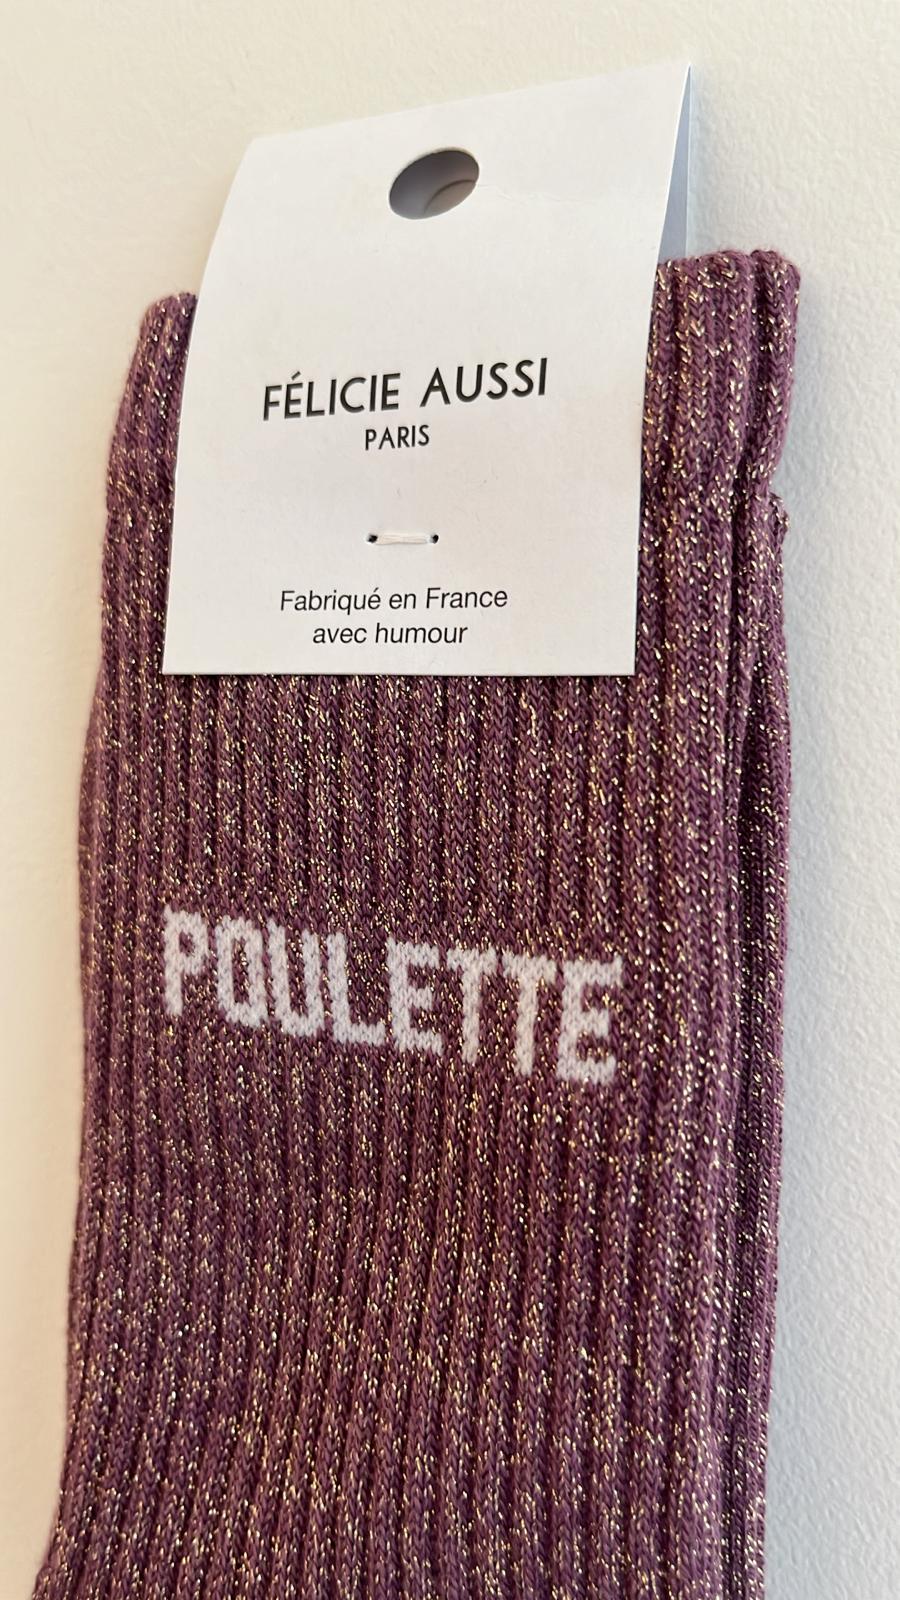 FÉLICIE AUSSI
PARIS
Fabriqué en France
avec humour
POULETTE